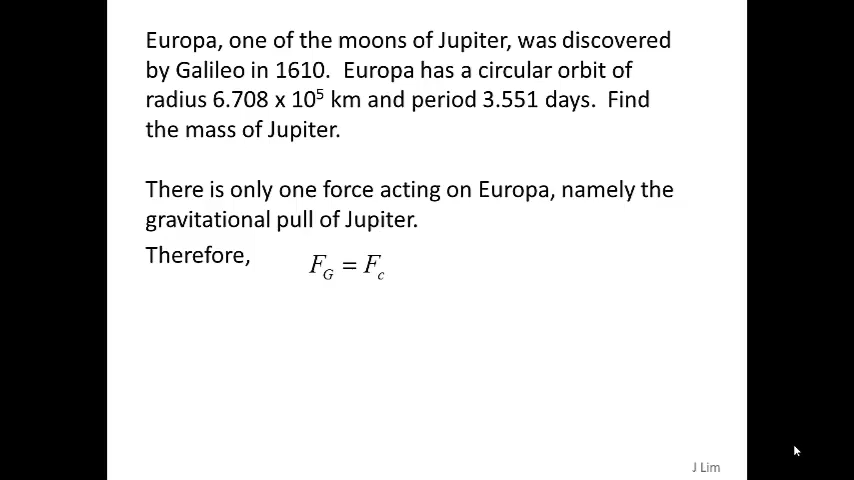 Europa, one of the moons of Jupiter, was discovered
by Galileo in 1610.  Europa has a circular orbit of
radius 6.708 x 10⁵ km and period 3.551 days.  Find
the mass of Jupiter.
There is only one force acting on Europa, namely the
gravitational pull of Jupiter.
Therefore, F_G = F_c
J Lim